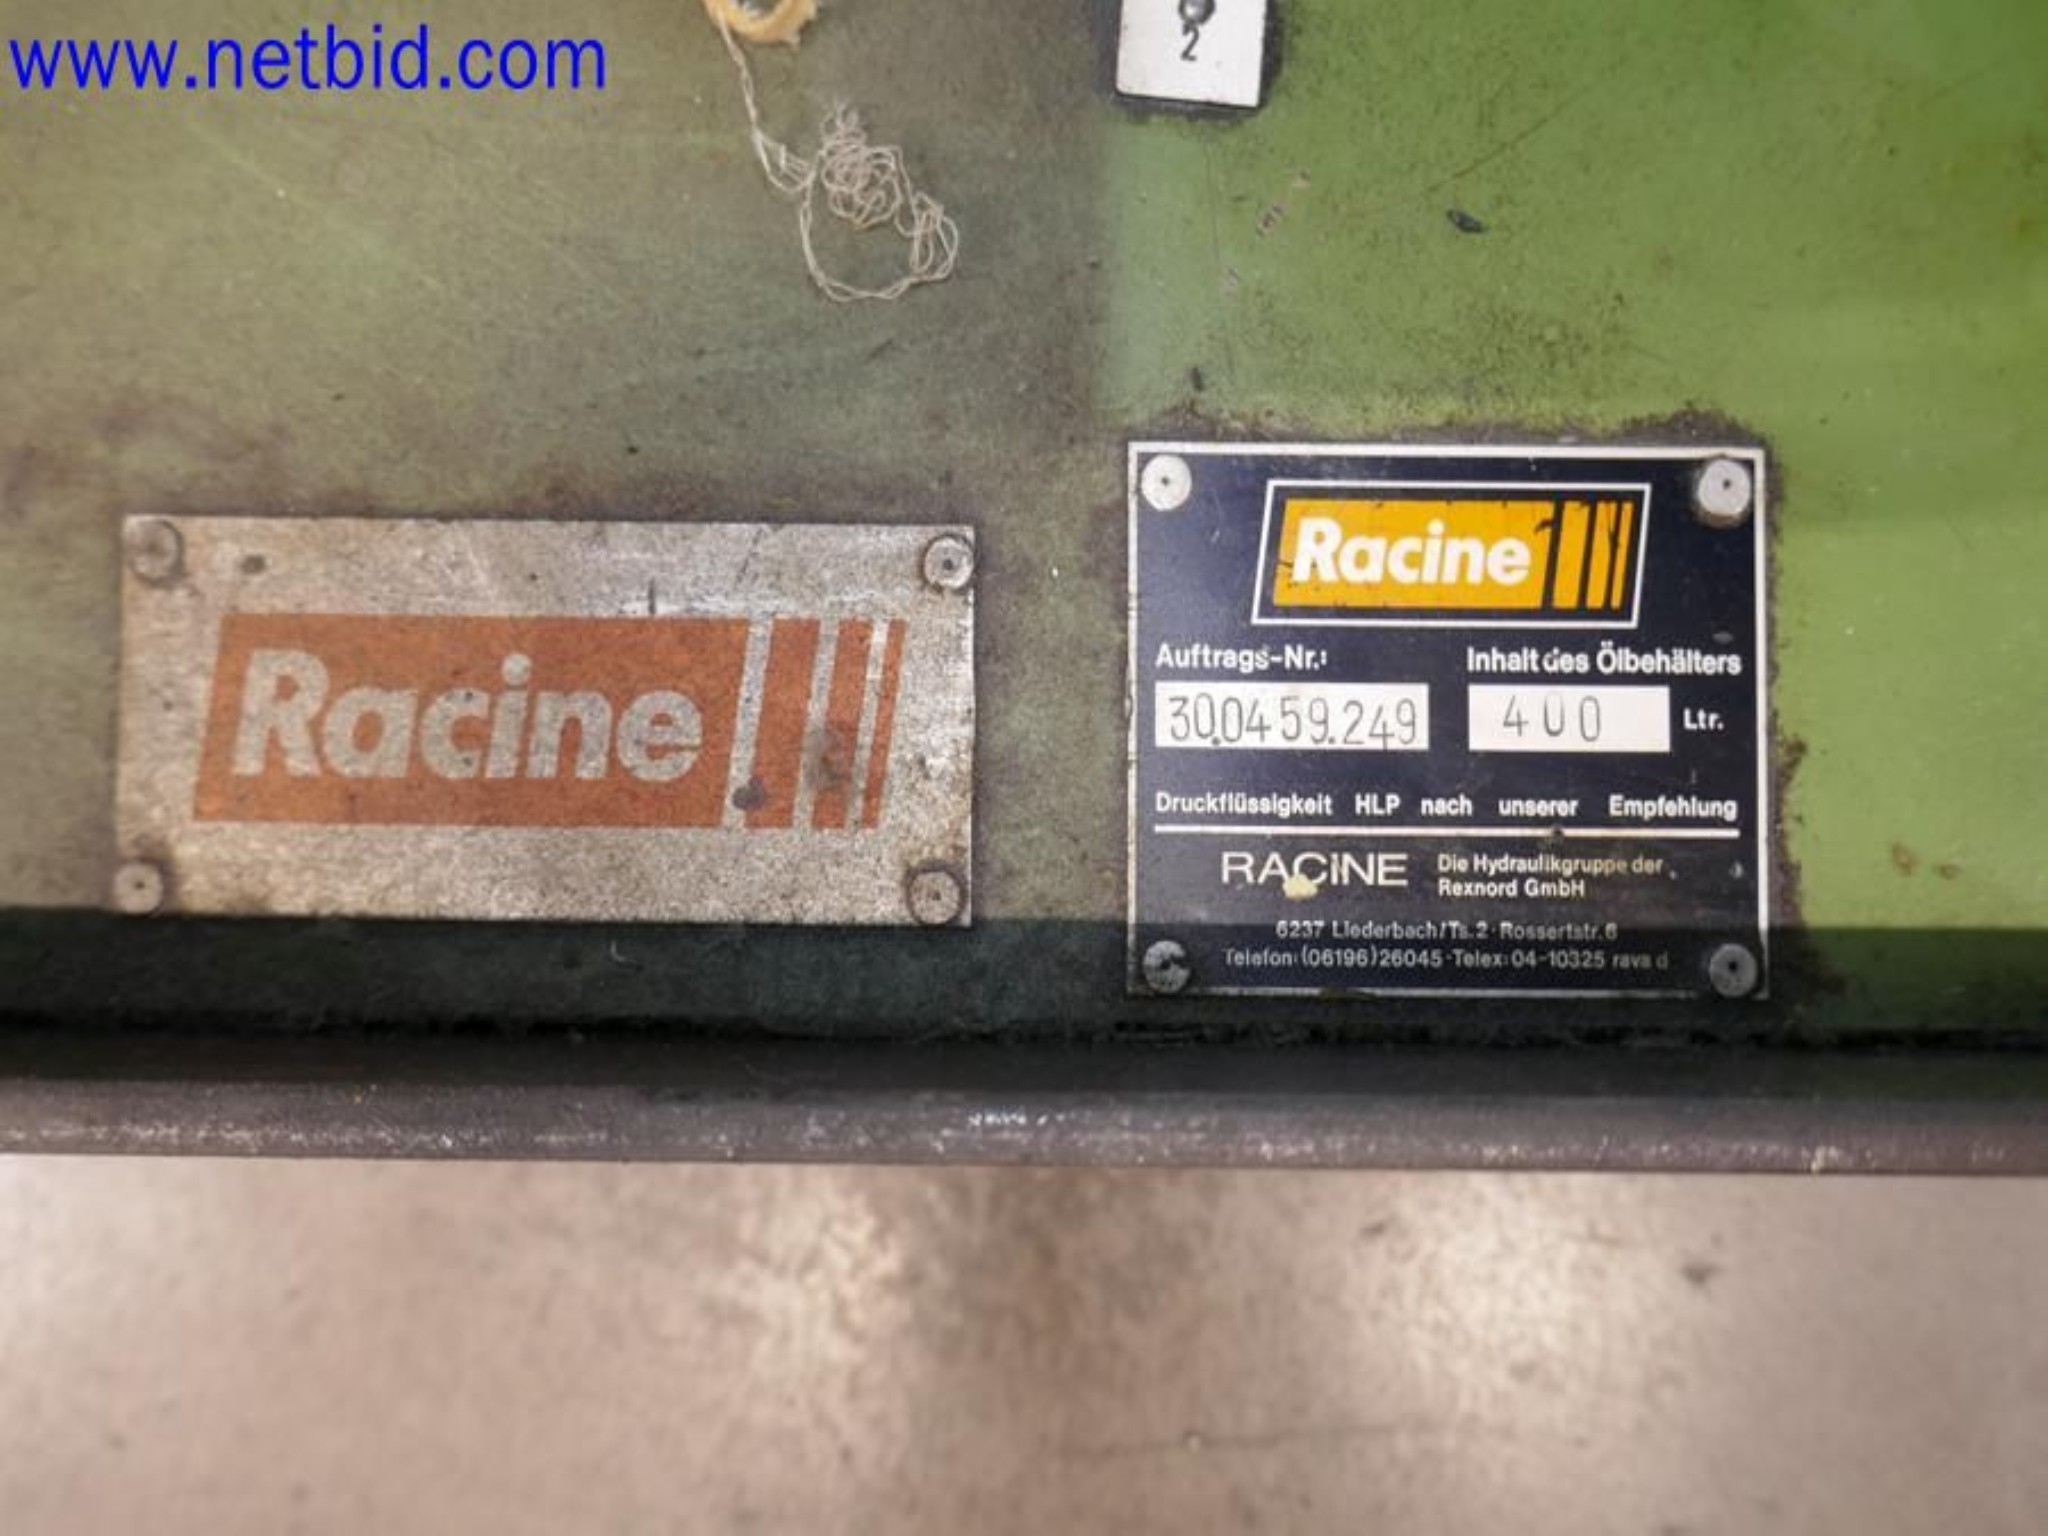 www.netbid.com
2
Racine
Racine
Auftrags-Nr.: Inhalt des Ölbehälters
30.0459.249 400 Ltr.
Druckflüssigkeit HLP nach unserer Empfehlung
RACINE Die Hydraulikgruppe der
Rexnord GmbH
6237 Liederbach/Ts. 2 · Rossertstr. 6
Telefon: (06196) 26045 · Telex: 04-10325 rava d